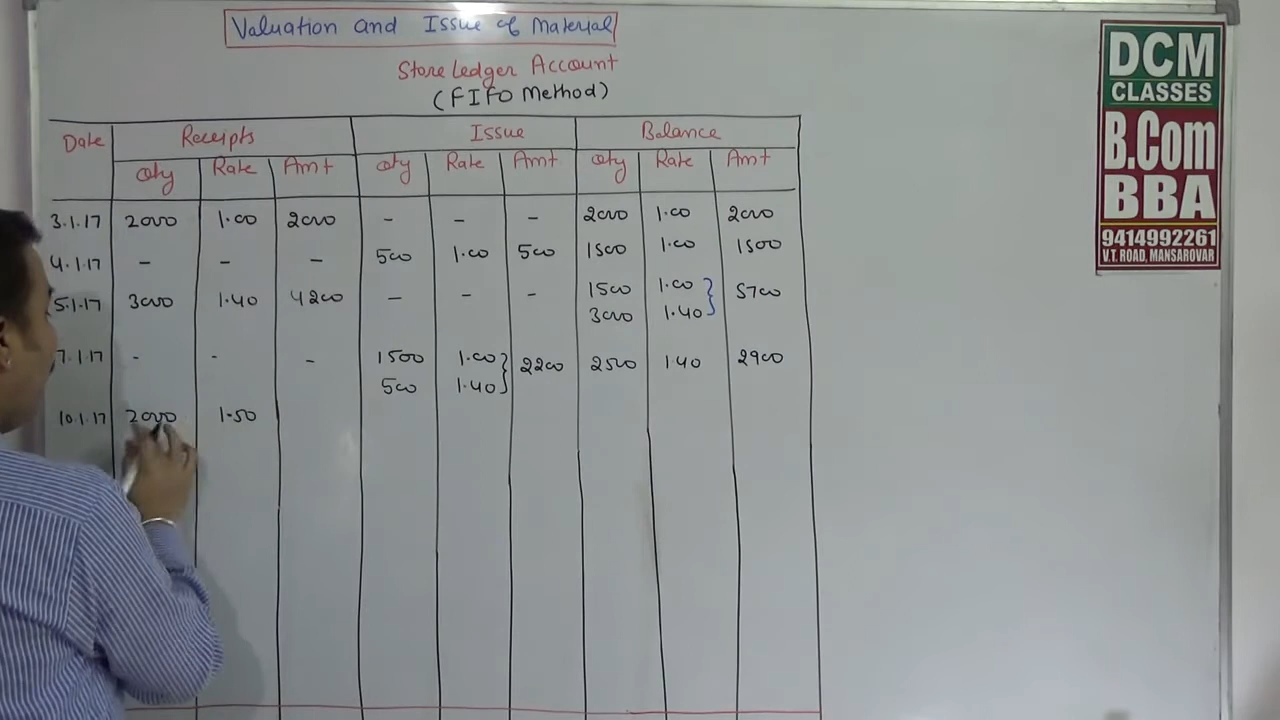 Valuation and Issue of Material
Store Ledger Account
(FIFO Method)
Date Receipts Issue Balance
Qty Rate Amt Qty Rate Amt Qty Rate Amt
3.1.17 2000 1.00 2000 - - - 2000 1.00 2000
4.1.17 - - - 500 1.00 500 1500 1.00 1500
5.1.17 3000 1.40 4200 - - - 1500 1.00 } 5700
3000 1.40
7.1.17 - - - 1500 1.00 } 2200 2500 1.40 2900
500 1.40
10.1.17 2000 1.50
DCM
CLASSES
B.Com
BBA
9414992261
V.T. ROAD, MANSAROVAR